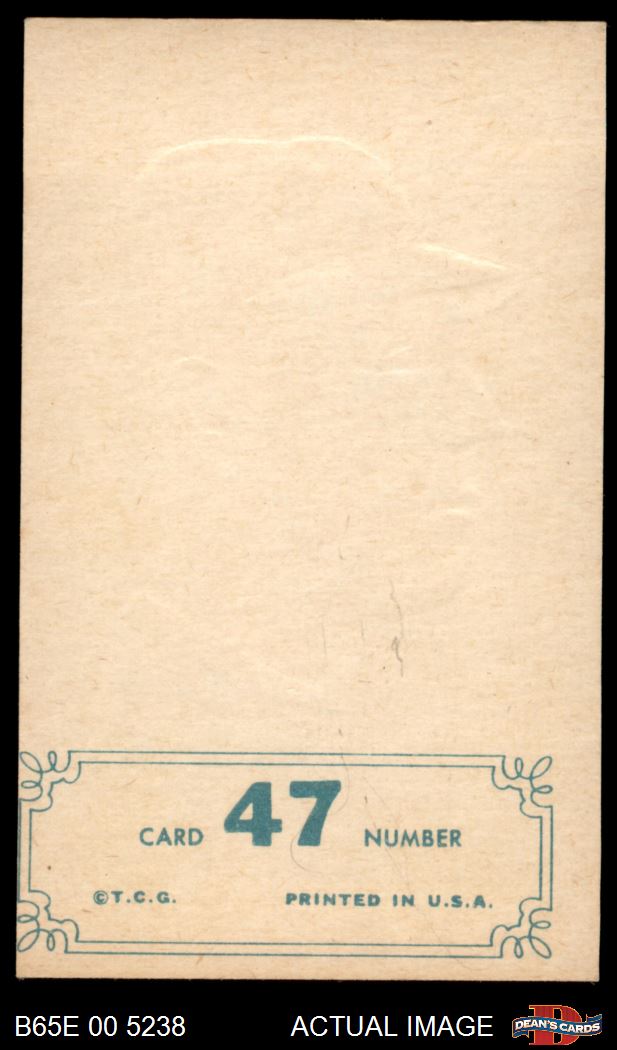 CARD 47 NUMBER
©T.C.G. PRINTED IN U.S.A.
B65E 00 5238 ACTUAL IMAGE DEAN'S CARDS